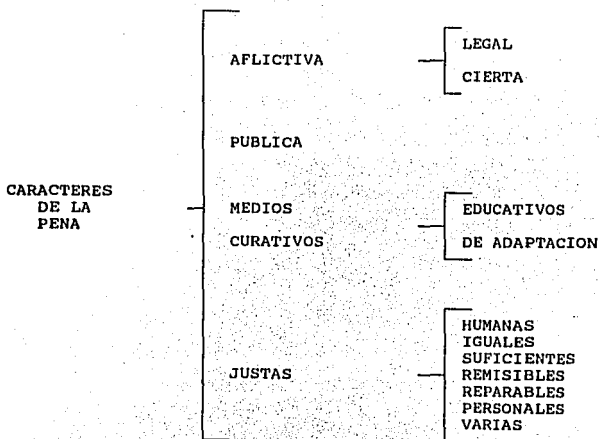 CARACTERES
DE LA
PENA
AFLICTIVA
LEGAL
CIERTA
PUBLICA
MEDIOS
CURATIVOS
EDUCATIVOS
DE ADAPTACION
JUSTAS
HUMANAS
IGUALES
SUFICIENTES
REMISIBLES
REPARABLES
PERSONALES
VARIAS